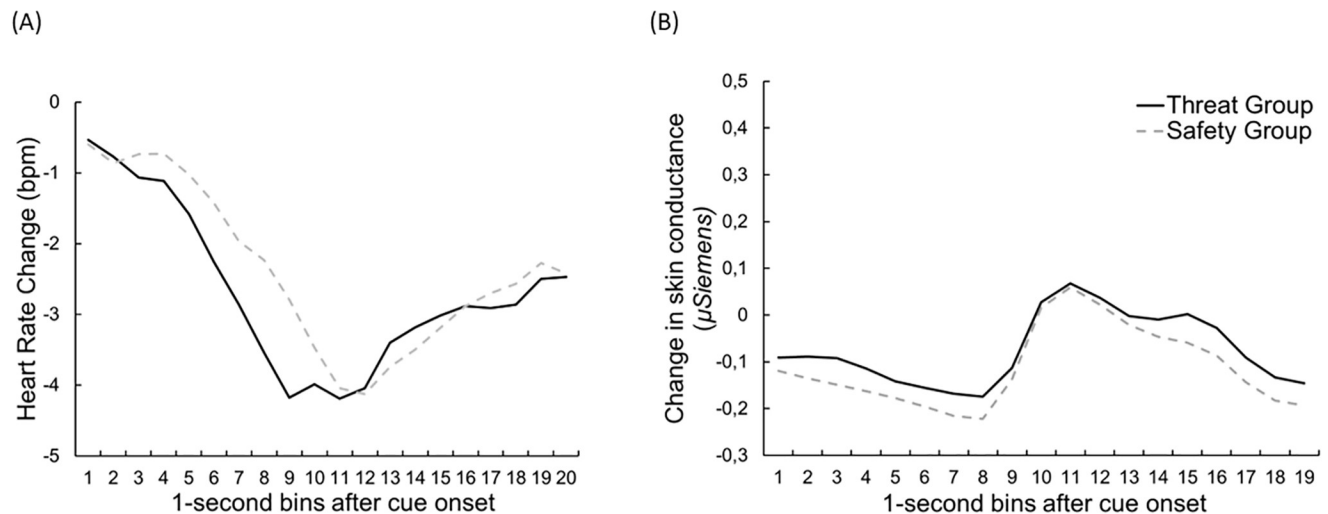 (A)
(B)
0
-1
-2
-3
-4
-5
Heart Rate Change (bpm)
1 2 3 4 5 6 7 8 9 10 11 12 13 14 15 16 17 18 19 20
1-second bins after cue onset
0,5
0,4
0,3
0,2
0,1
0
-0,1
-0,2
-0,3
Change in skin conductance
(μSiemens)
Threat Group
Safety Group
1 2 3 4 5 6 7 8 9 10 11 12 13 14 15 16 17 18 19
1-second bins after cue onset